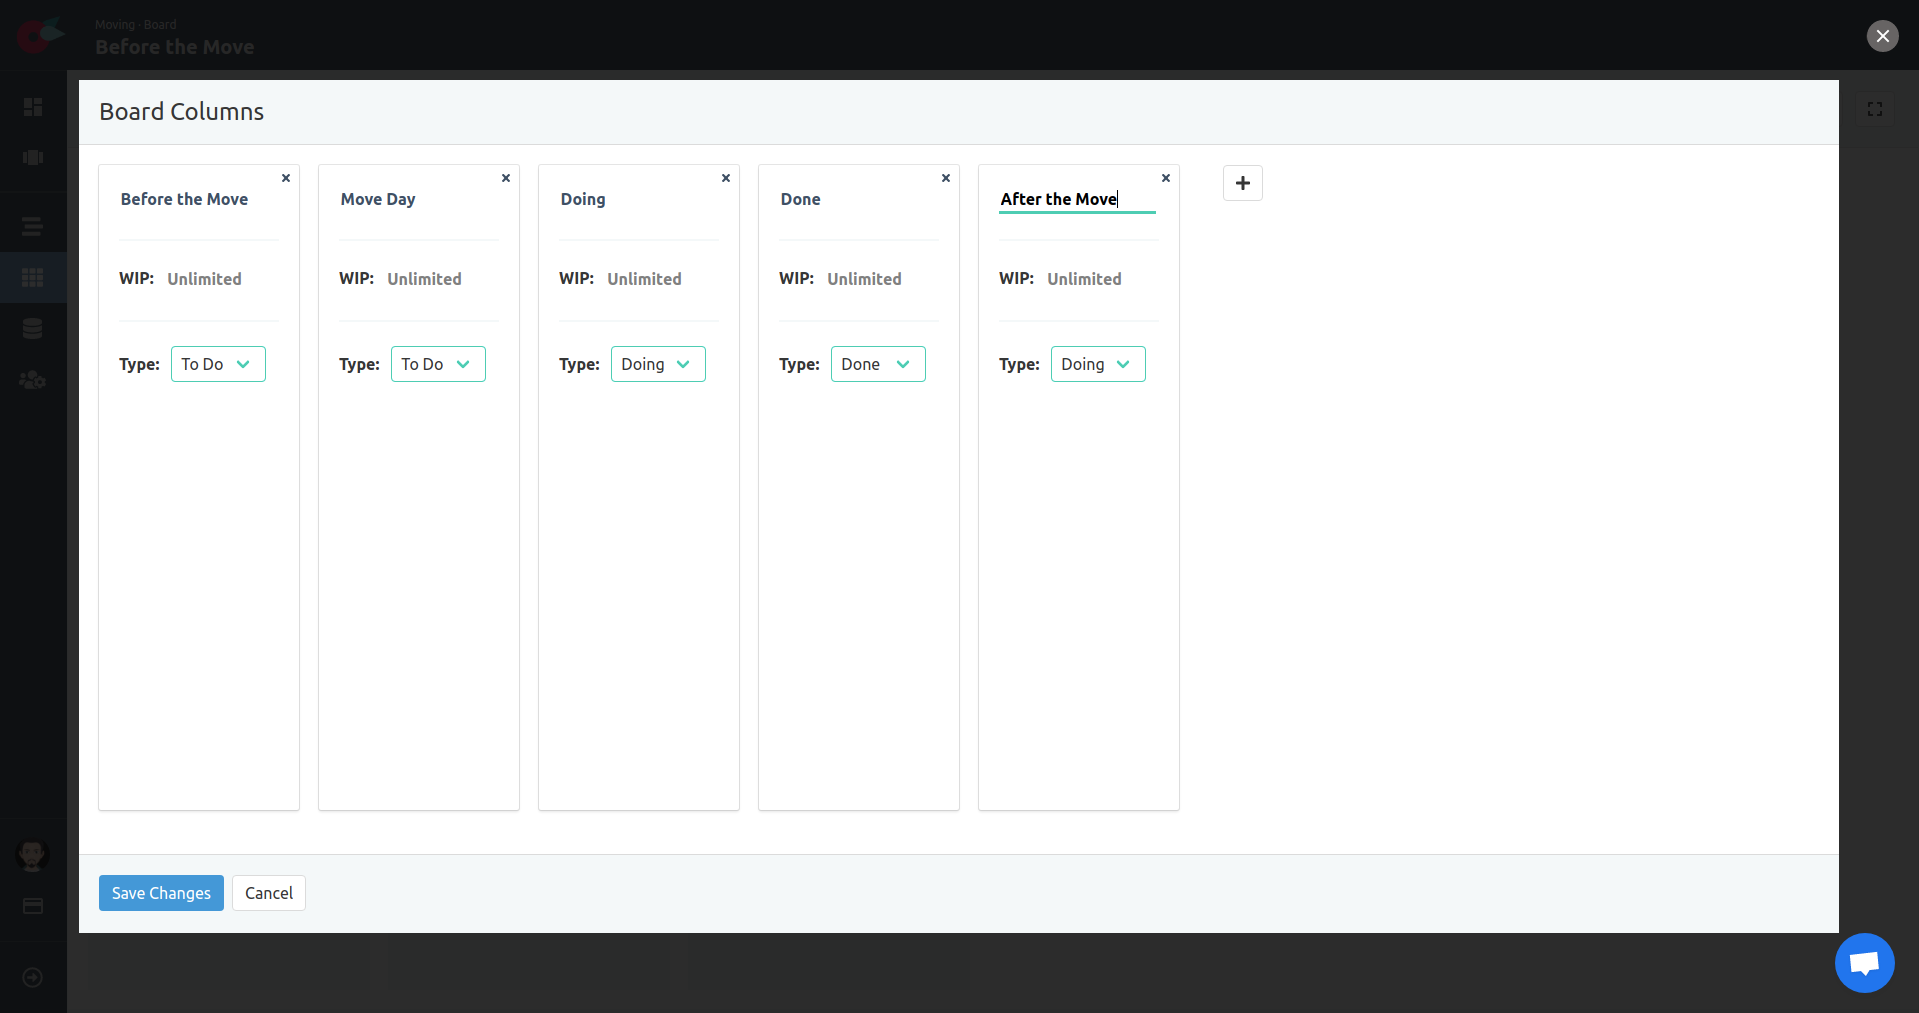 Moving · Board
Before the Move
Board Columns
Before the Move
WIP: Unlimited
Type: To Do
Move Day
WIP: Unlimited
Type: To Do
Doing
WIP: Unlimited
Type: Doing
Done
WIP: Unlimited
Type: Done
After the Move
WIP: Unlimited
Type: Doing
Save Changes
Cancel